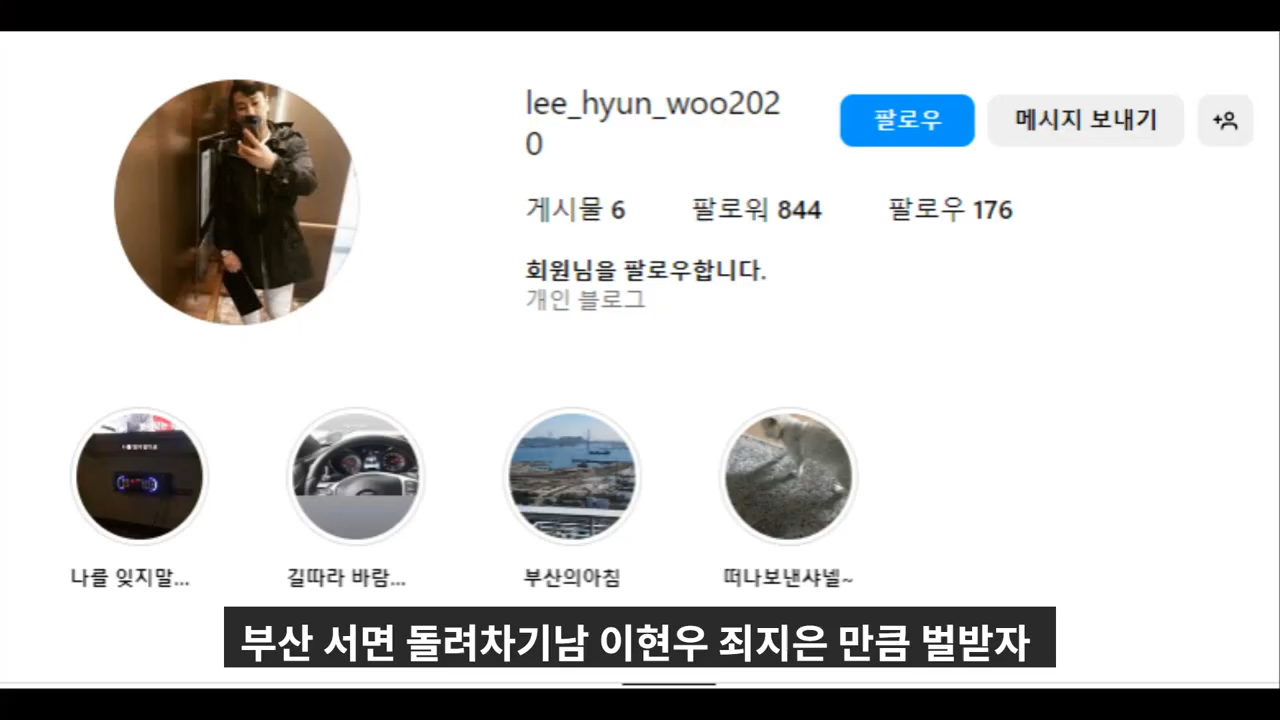 lee_hyun_woo202
0
팔로우
메시지 보내기
게시물 6
팔로워 844
팔로우 176
회원님을 팔로우합니다.
개인 블로그
나를 잊지말...
길따라 바람...
부산의아침
떠나보낸샤넬~
부산 서면 돌려차기남 이현우 죄지은 만큼 벌받자